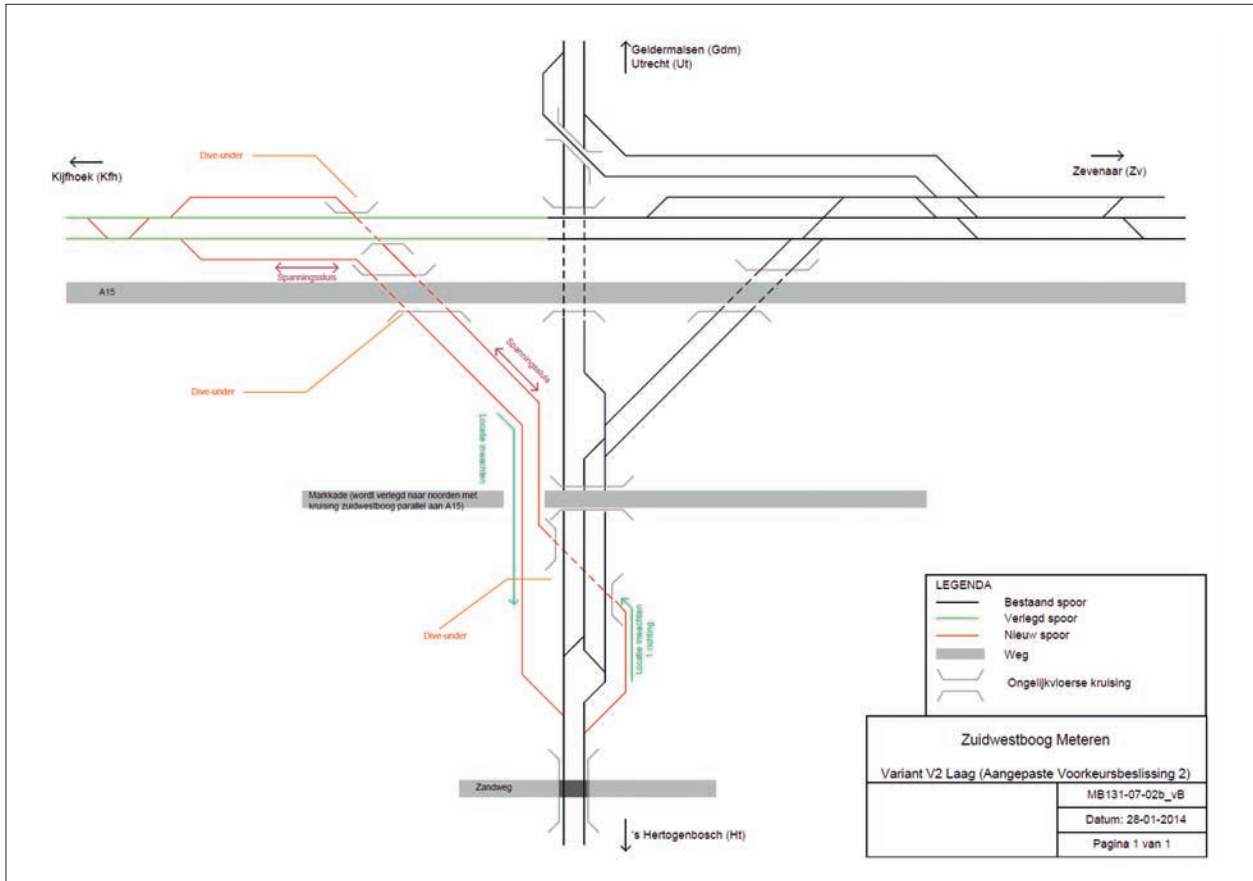 Geldermalsen (Gdm)
Utrecht (Ut)
Dive-under
Kijfhoek (Kfh)
Zevenaar (Zv)
Spanningssluis
A15
Spanningssluis
Dive-under
Locatie inwachten
Markkade (wordt verlegd naar noorden met
kruising zuidwestboog parallel aan A15)
Dive-under
Locatie inwachten
1 richting
Zandweg
's Hertogenbosch (Ht)
LEGENDA
Bestaand spoor
Verlegd spoor
Nieuw spoor
Weg
Ongelijkvloerse kruising
Zuidwestboog Meteren
Variant V2 Laag (Aangepaste Voorkeursbeslissing 2)
MB131-07-02b_vB
Datum: 28-01-2014
Pagina 1 van 1